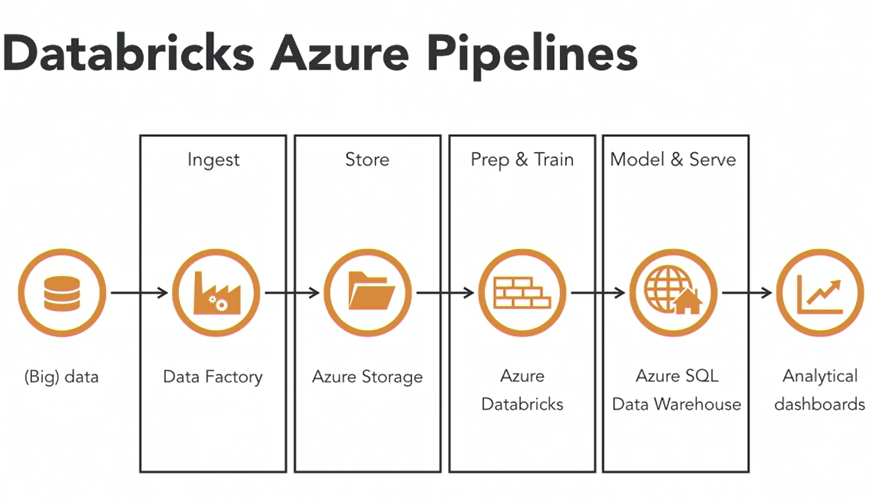 Databricks Azure Pipelines
Ingest
Store
Prep & Train
Model & Serve
(Big) data
Data Factory
Azure Storage
Azure
Databricks
Azure SQL
Data Warehouse
Analytical
dashboards